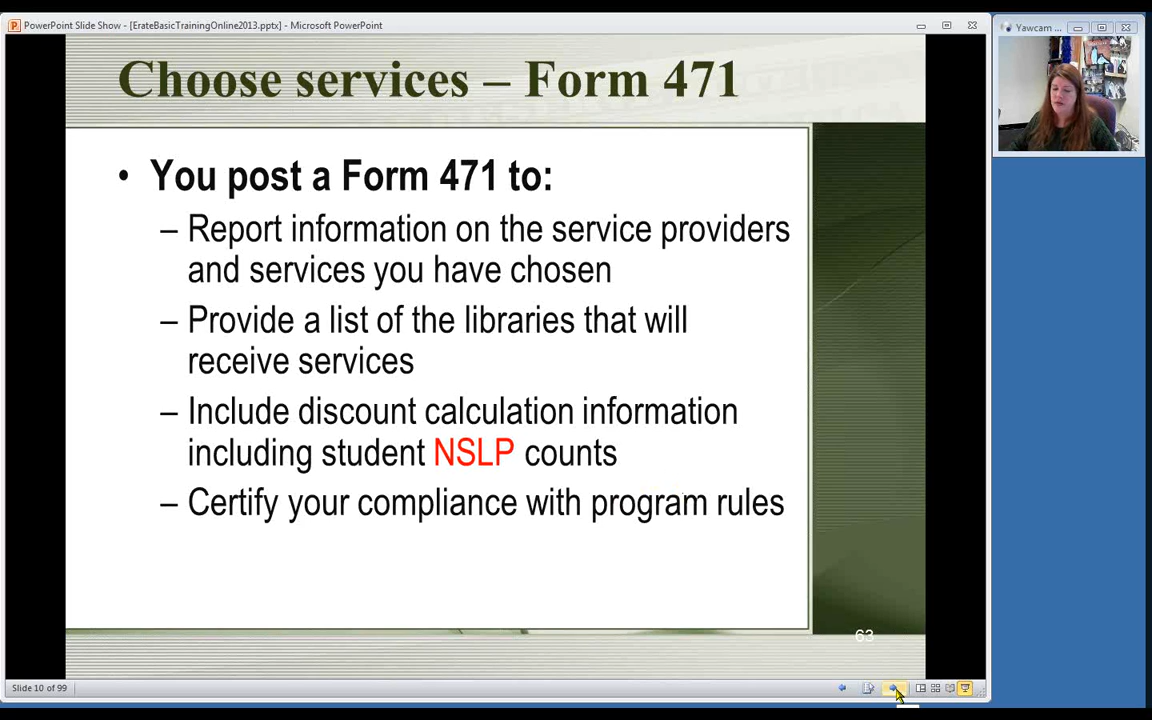 PowerPoint Slide Show - [ErateBasicTrainingOnline2013.pptx] - Microsoft PowerPoint
Yawcam ...
Choose services – Form 471
• You post a Form 471 to:
– Report information on the service providers
and services you have chosen
– Provide a list of the libraries that will
receive services
– Include discount calculation information
including student NSLP counts
– Certify your compliance with program rules
63
Slide 10 of 99